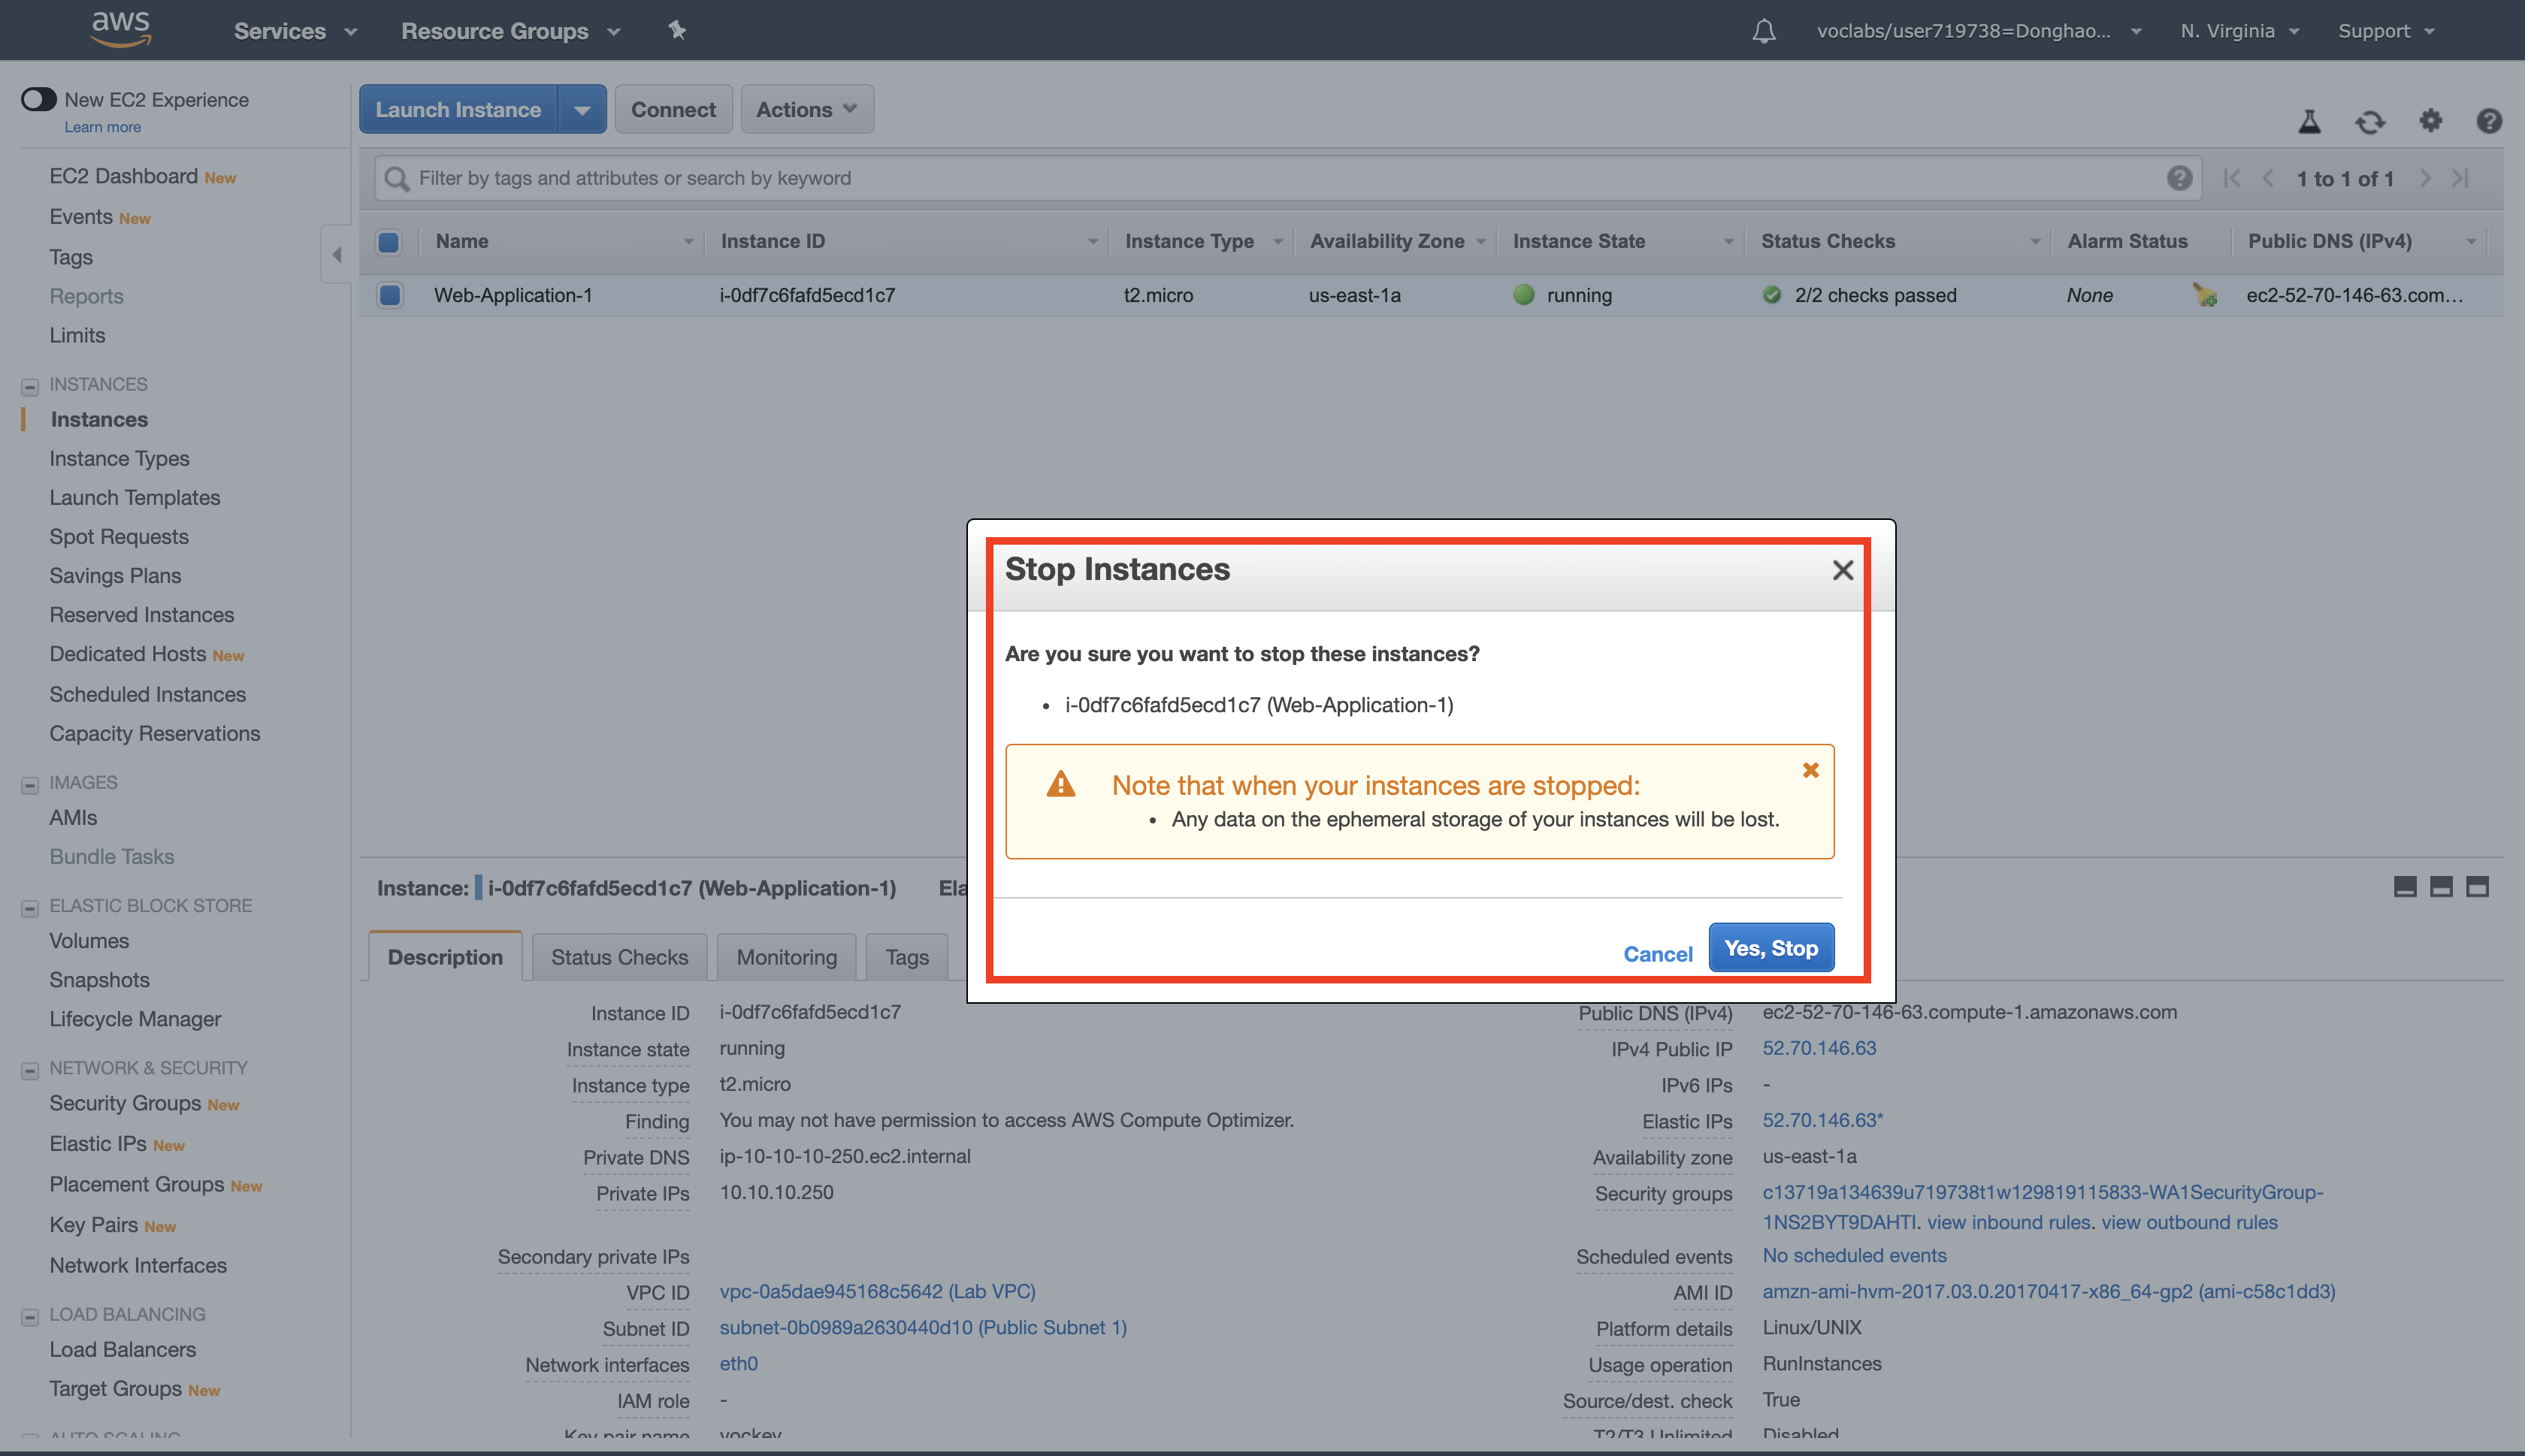 aws
Services
Resource Groups
voclabs/user719738=Donghao...
N. Virginia
Support
New EC2 Experience
Learn more
Launch Instance
Connect
Actions
Filter by tags and attributes or search by keyword
1 to 1 of 1
Name
Instance ID
Instance Type
Availability Zone
Instance State
Status Checks
Alarm Status
Public DNS (IPv4)
Web-Application-1
i-0df7c6fafd5ecd1c7
t2.micro
us-east-1a
running
2/2 checks passed
None
ec2-52-70-146-63.com…
EC2 Dashboard New
Events New
Tags
Reports
Limits
INSTANCES
Instances
Instance Types
Launch Templates
Spot Requests
Savings Plans
Reserved Instances
Dedicated Hosts New
Scheduled Instances
Capacity Reservations
IMAGES
AMIs
Bundle Tasks
ELASTIC BLOCK STORE
Volumes
Snapshots
Lifecycle Manager
NETWORK & SECURITY
Security Groups New
Elastic IPs New
Placement Groups New
Key Pairs New
Network Interfaces
LOAD BALANCING
Load Balancers
Target Groups New
AUTO SCALING
Stop Instances
Are you sure you want to stop these instances?
• i-0df7c6fafd5ecd1c7 (Web-Application-1)
Note that when your instances are stopped:
• Any data on the ephemeral storage of your instances will be lost.
Cancel
Yes, Stop
Instance: i-0df7c6fafd5ecd1c7 (Web-Application-1)
Ela
Description
Status Checks
Monitoring
Tags
Instance ID i-0df7c6fafd5ecd1c7
Instance state running
Instance type t2.micro
Finding You may not have permission to access AWS Compute Optimizer.
Private DNS ip-10-10-10-250.ec2.internal
Private IPs 10.10.10.250
Secondary private IPs
VPC ID vpc-0a5dae945168c5642 (Lab VPC)
Subnet ID subnet-0b0989a2630440d10 (Public Subnet 1)
Network interfaces eth0
IAM role -
Key pair name vockey
Public DNS (IPv4) ec2-52-70-146-63.compute-1.amazonaws.com
IPv4 Public IP 52.70.146.63
IPv6 IPs -
Elastic IPs 52.70.146.63*
Availability zone us-east-1a
Security groups c13719a134639u719738t1w129819115833-WA1SecurityGroup-
1NS2BYT9DAHTI. view inbound rules. view outbound rules
Scheduled events No scheduled events
AMI ID amzn-ami-hvm-2017.03.0.20170417-x86_64-gp2 (ami-c58c1dd3)
Platform details Linux/UNIX
Usage operation RunInstances
Source/dest. check True
T2/T3 Unlimited Disabled